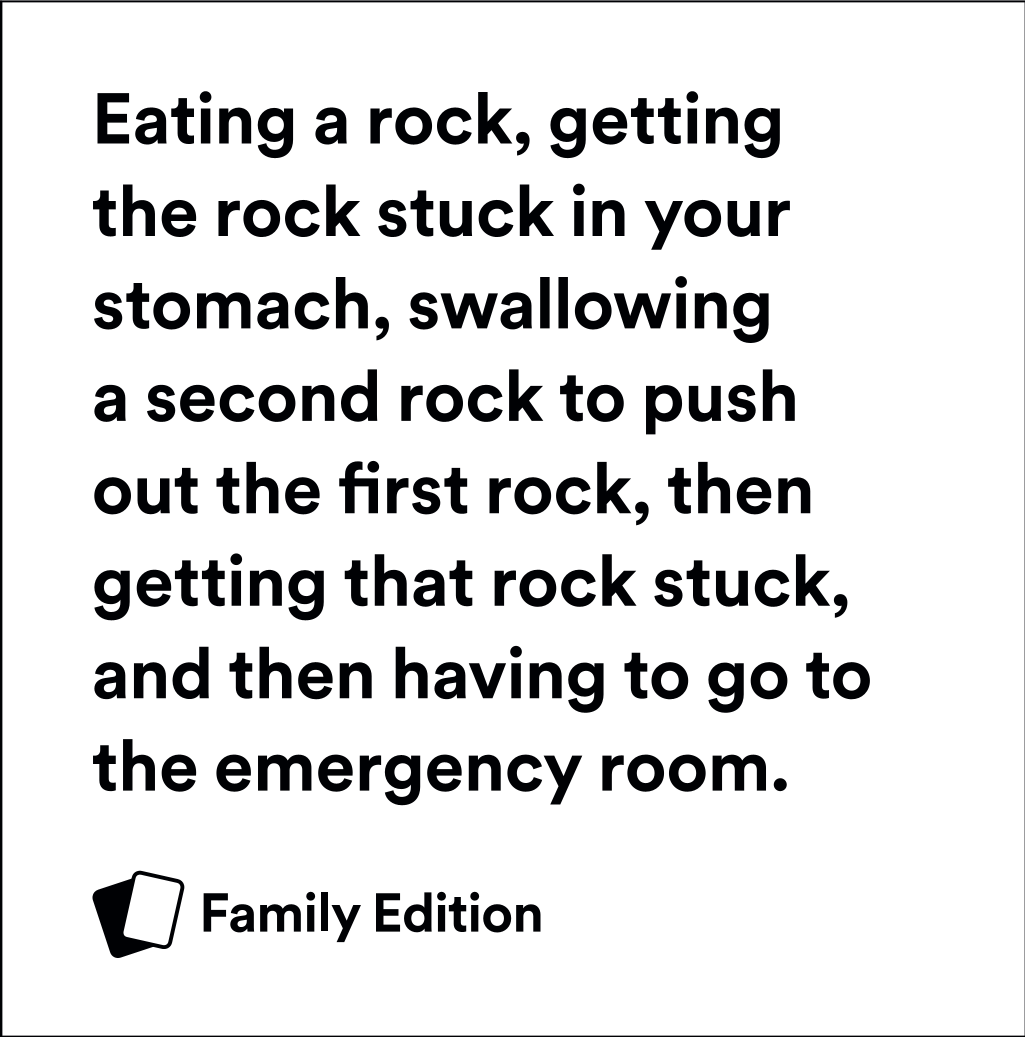 Eating a rock, getting
the rock stuck in your
stomach, swallowing
a second rock to push
out the first rock, then
getting that rock stuck,
and then having to go to
the emergency room.
Family Edition